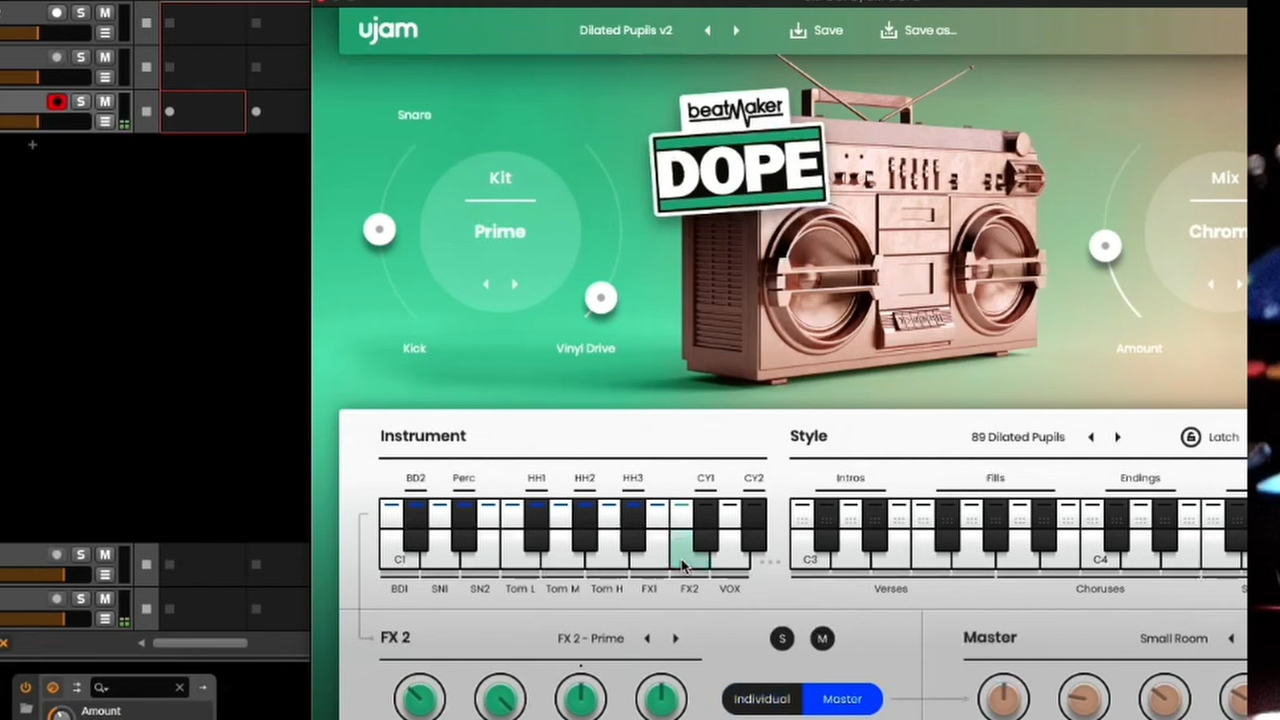 S M
ujam
Dilated Pupils v2
Save
Save as...
S M
S M
beatMaker
DOPE
Snare
Kit
Prime
Kick
Vinyl Drive
Mix
Chrom
Amount
Instrument
Style
89 Dilated Pupils
Latch
BD2 Perc HH1 HH2 HH3 CY1 CY2
Intros Fills Endings
C1
C3
C4
BD1 SN1 SN2 Tom L Tom M Tom H FX1 FX2 VOX
Verses Choruses
S M
S M
FX 2
FX 2 - Prime
S M
Master
Small Room
Individual Master
Amount